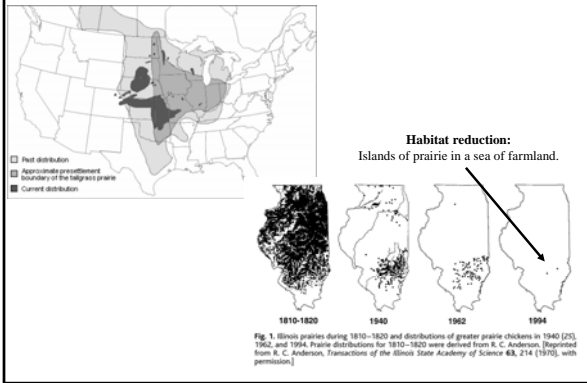 Past distribution
Approximate presettlement
boundary of the tallgrass prairie
Current distribution
Habitat reduction:
Islands of prairie in a sea of farmland.
1810-1820
1940
1962
1994
Fig. 1. Illinois prairies during 1810–1820 and distributions of greater prairie chickens in 1940 (25),
1962, and 1994. Prairie distributions for 1810–1820 were derived from R. C. Anderson. [Reprinted
from R. C. Anderson, Transactions of the Illinois State Academy of Science 63, 214 (1970), with
permission.]